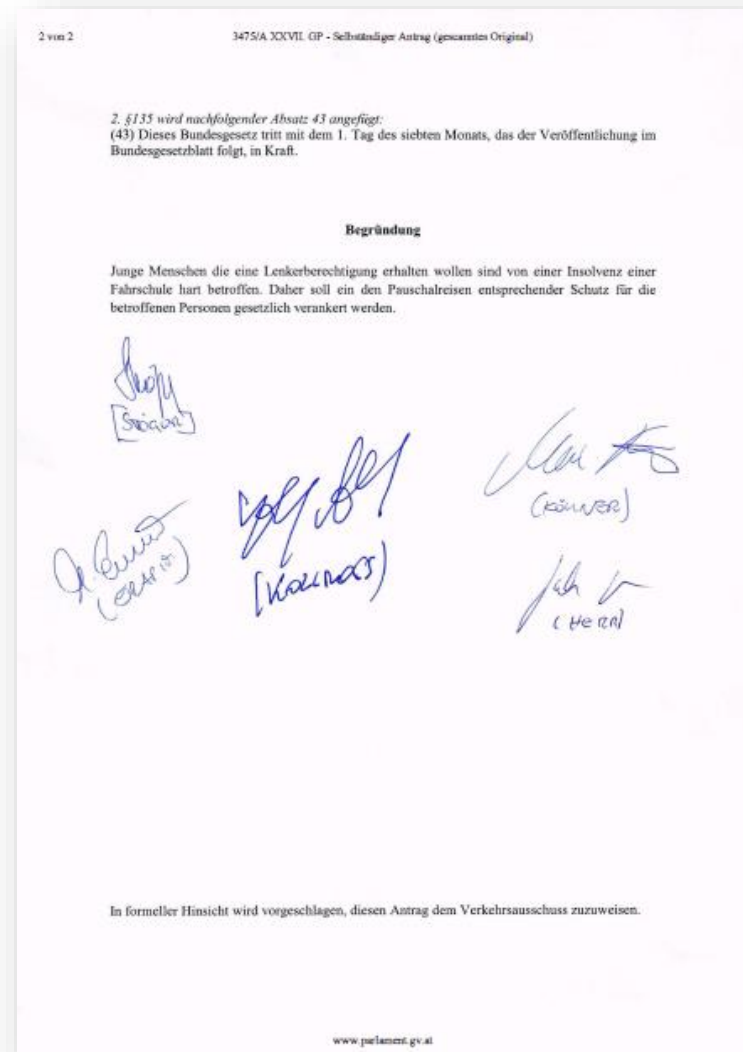 2 von 2
3475/A XXVII. GP - Selbständiger Antrag (gescanntes Original)
2. §135 wird nachfolgender Absatz 43 angefügt:
(43) Dieses Bundesgesetz tritt mit dem 1. Tag des siebten Monats, das der Veröffentlichung im
Bundesgesetzblatt folgt, in Kraft.
Begründung
Junge Menschen die eine Lenkerberechtigung erhalten wollen sind von einer Insolvenz einer
Fahrschule hart betroffen. Daher soll ein den Pauschalreisen entsprechender Schutz für die
betroffenen Personen gesetzlich verankert werden.
(KÖLLNER)
(HERR)
In formeller Hinsicht wird vorgeschlagen, diesen Antrag dem Verkehrsausschuss zuzuweisen.
www.parlament.gv.at